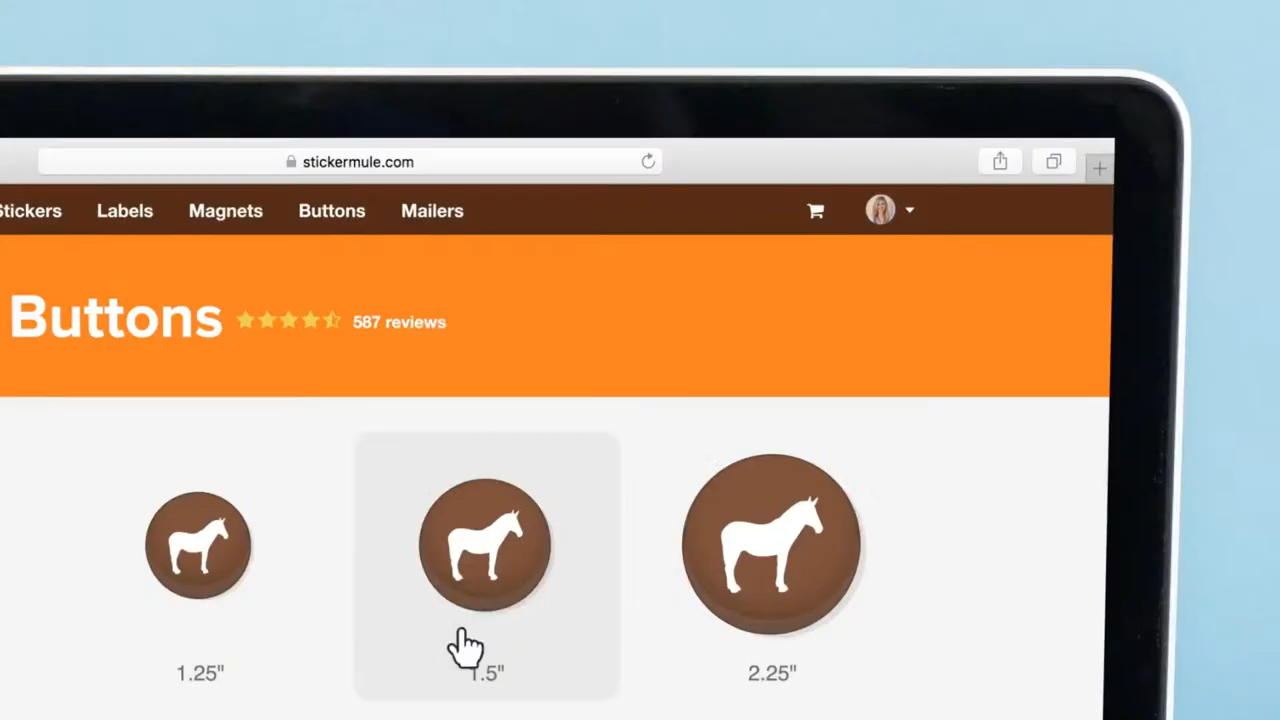 stickermule.com
Stickers Labels Magnets Buttons Mailers
Buttons 587 reviews
1.25" 1.5" 2.25"